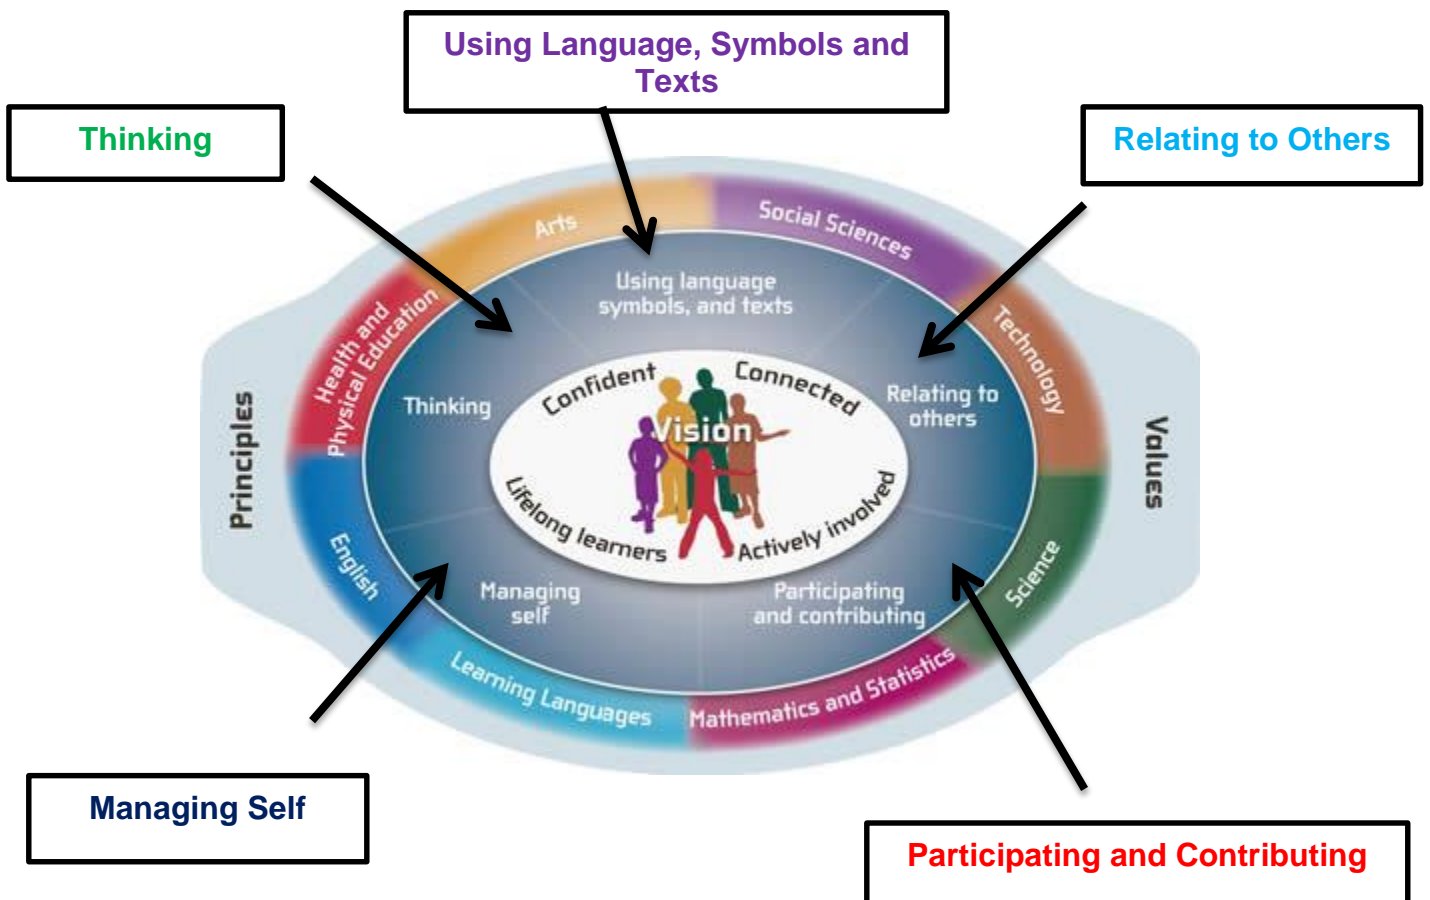 Using Language, Symbols and
Texts
Thinking
Relating to Others
Arts
Social Sciences
Health and
Physical Education
Technology
Using language
symbols, and texts
Thinking
Relating to
others
Confident
Connected
Vision
Lifelong learners
Actively involved
Principles
Values
English
Science
Managing
self
Participating
and contributing
Learning Languages
Mathematics and Statistics
Managing Self
Participating and Contributing